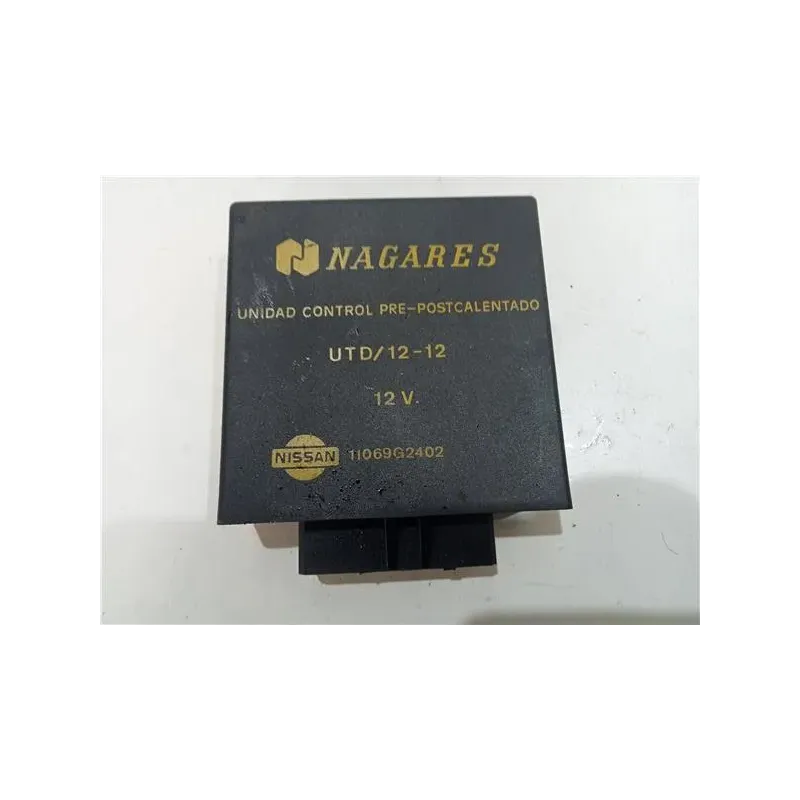 NAGARES
UNIDAD CONTROL PRE-POSTCALENTADO
UTD/12-12
12 V.
NISSAN 11069G2402